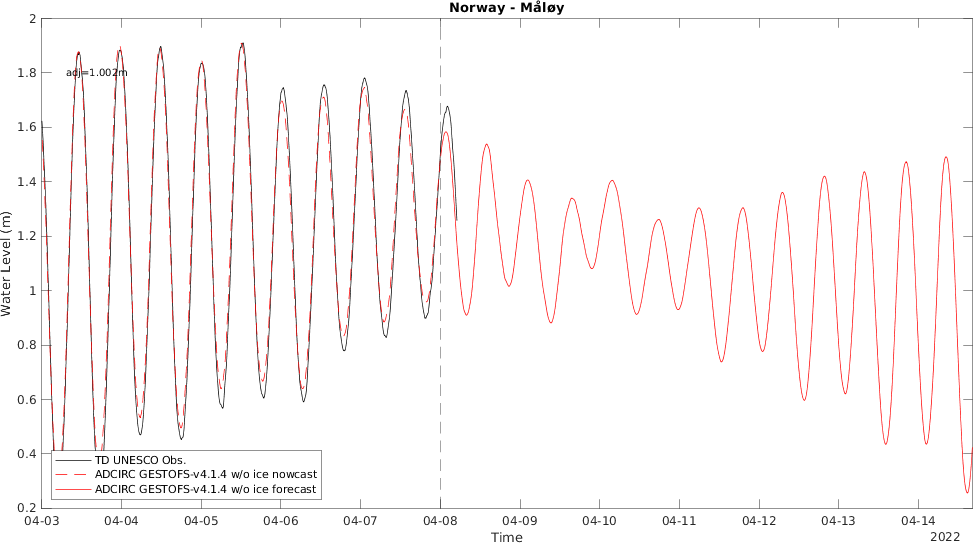 Norway - Måløy
2
1.8
1.6
1.4
1.2
1
0.8
0.6
0.4
0.2
Water Level (m)
adj=1.002m
TD UNESCO Obs.
ADCIRC GESTOFS-v4.1.4 w/o ice nowcast
ADCIRC GESTOFS-v4.1.4 w/o ice forecast
04-03 04-04 04-05 04-06 04-07 04-08 04-09 04-10 04-11 04-12 04-13 04-14
Time
2022